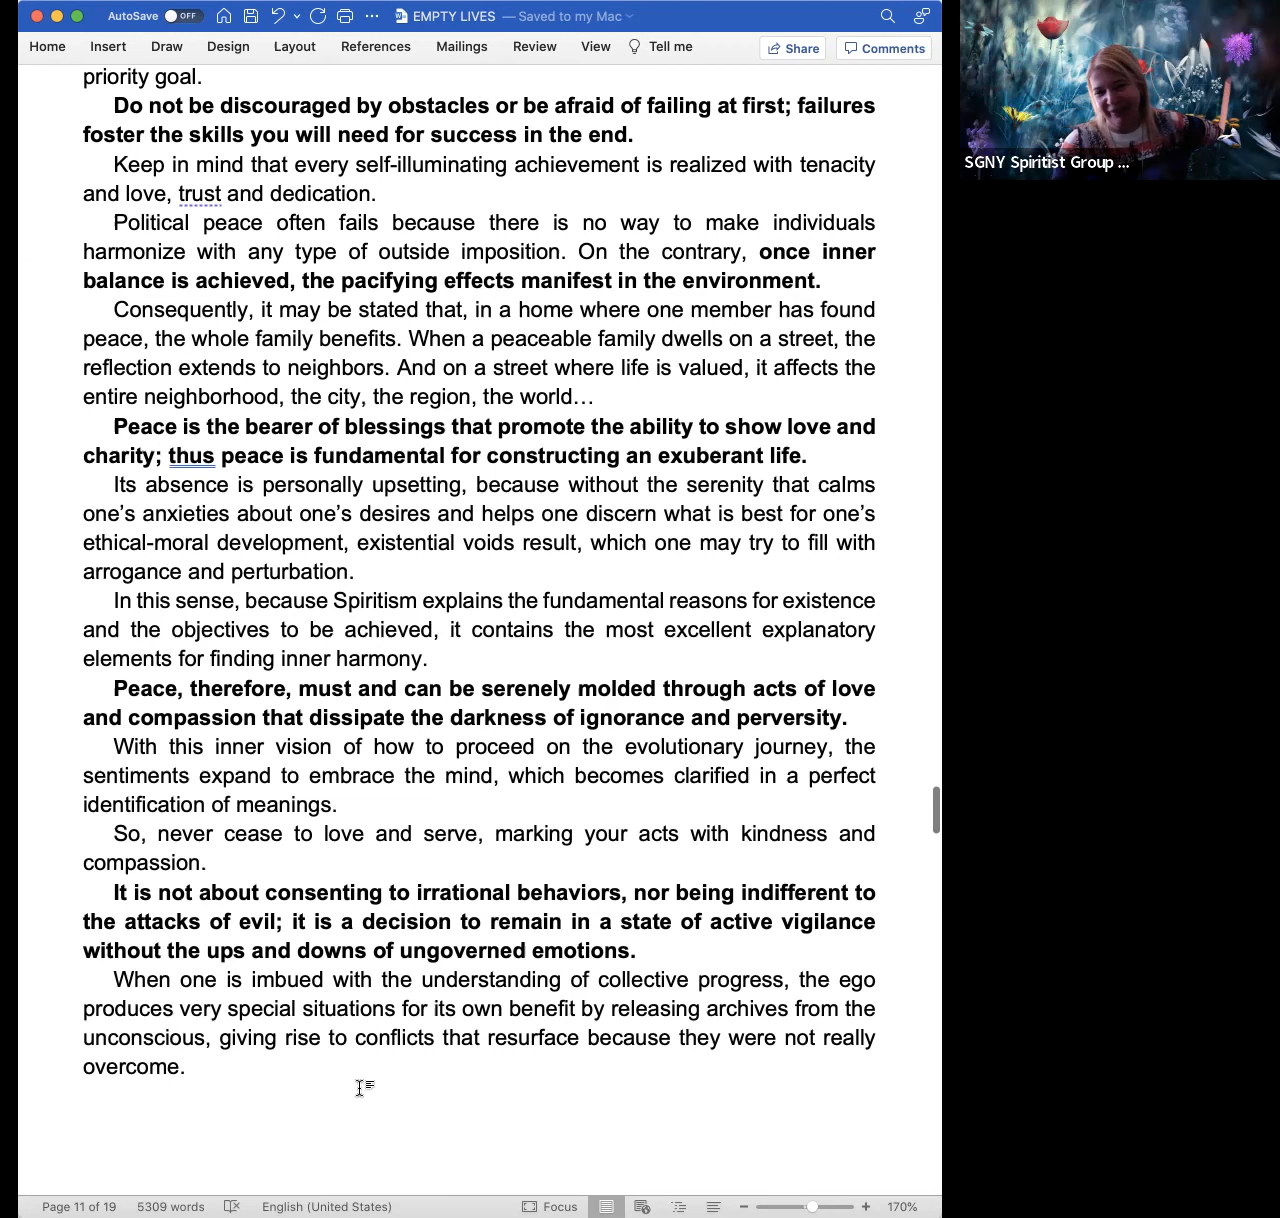 AutoSave OFF EMPTY LIVES — Saved to my Mac
Home Insert Draw Design Layout References Mailings Review View Tell me Share Comments
priority goal.
Do not be discouraged by obstacles or be afraid of failing at first; failures
foster the skills you will need for success in the end.
Keep in mind that every self-illuminating achievement is realized with tenacity
and love, trust and dedication.
Political peace often fails because there is no way to make individuals
harmonize with any type of outside imposition. On the contrary, once inner
balance is achieved, the pacifying effects manifest in the environment.
Consequently, it may be stated that, in a home where one member has found
peace, the whole family benefits. When a peaceable family dwells on a street, the
reflection extends to neighbors. And on a street where life is valued, it affects the
entire neighborhood, the city, the region, the world…
Peace is the bearer of blessings that promote the ability to show love and
charity; thus peace is fundamental for constructing an exuberant life.
Its absence is personally upsetting, because without the serenity that calms
one’s anxieties about one’s desires and helps one discern what is best for one’s
ethical-moral development, existential voids result, which one may try to fill with
arrogance and perturbation.
In this sense, because Spiritism explains the fundamental reasons for existence
and the objectives to be achieved, it contains the most excellent explanatory
elements for finding inner harmony.
Peace, therefore, must and can be serenely molded through acts of love
and compassion that dissipate the darkness of ignorance and perversity.
With this inner vision of how to proceed on the evolutionary journey, the
sentiments expand to embrace the mind, which becomes clarified in a perfect
identification of meanings.
So, never cease to love and serve, marking your acts with kindness and
compassion.
It is not about consenting to irrational behaviors, nor being indifferent to
the attacks of evil; it is a decision to remain in a state of active vigilance
without the ups and downs of ungoverned emotions.
When one is imbued with the understanding of collective progress, the ego
produces very special situations for its own benefit by releasing archives from the
unconscious, giving rise to conflicts that resurface because they were not really
overcome.
Page 11 of 19 5309 words English (United States) Focus 170%
SGNY Spiritist Group ...